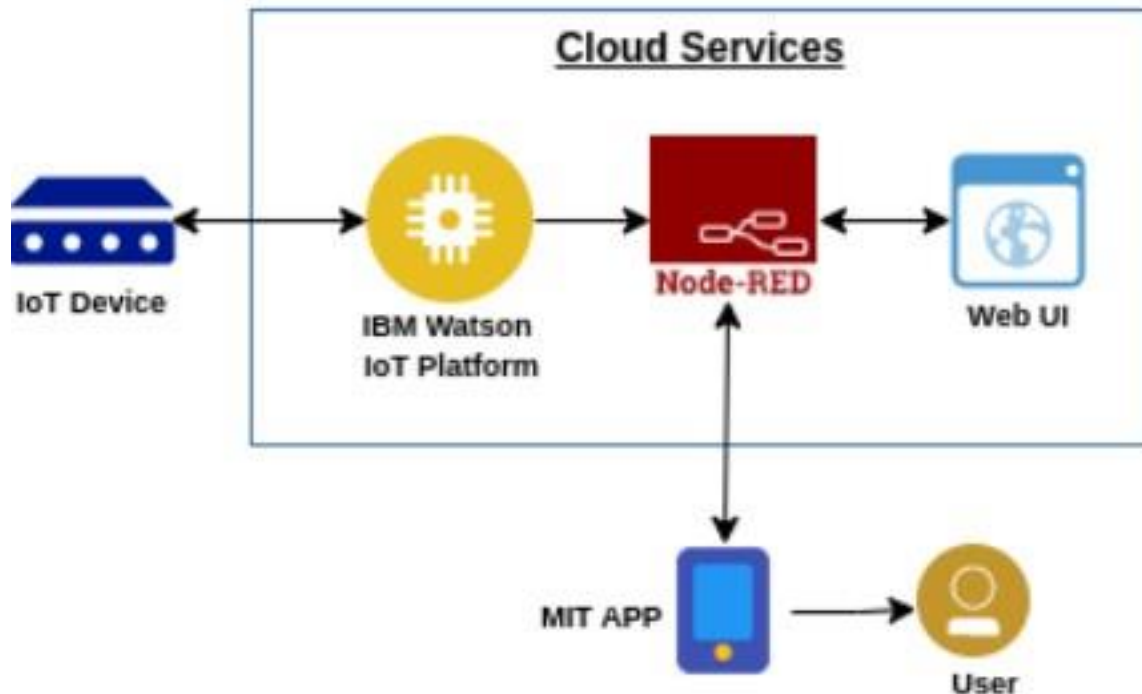 Cloud Services
IoT Device
IBM Watson
IoT Platform
Node-RED
Web UI
MIT APP
User